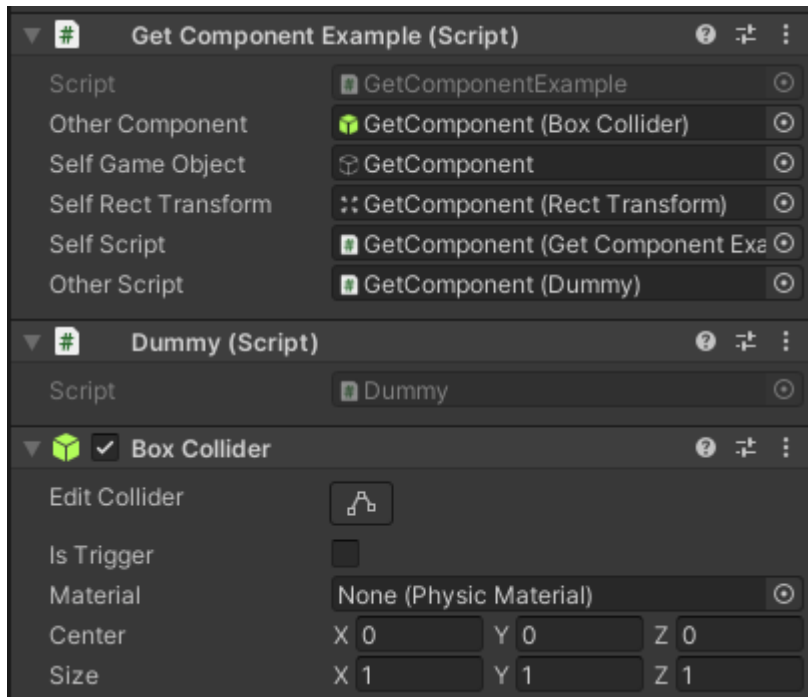 # Get Component Example (Script)
Script # GetComponentExample
Other Component GetComponent (Box Collider)
Self Game Object GetComponent
Self Rect Transform GetComponent (Rect Transform)
Self Script # GetComponent (Get Component Exa
Other Script # GetComponent (Dummy)
# Dummy (Script)
Script # Dummy
Box Collider
Edit Collider
Is Trigger
Material None (Physic Material)
Center X 0 Y 0 Z 0
Size X 1 Y 1 Z 1